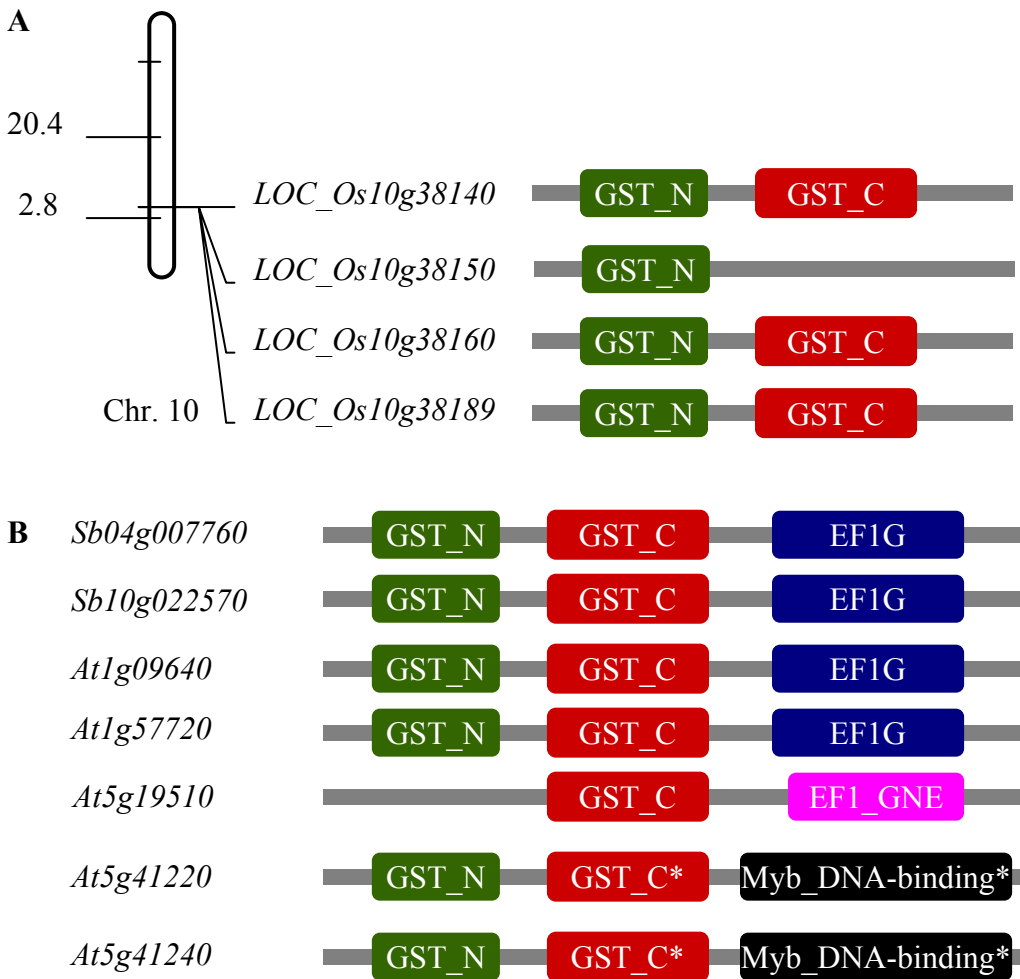 A
20.4
2.8
Chr. 10
LOC_Os10g38140 GST_N GST_C
LOC_Os10g38150 GST_N
LOC_Os10g38160 GST_N GST_C
LOC_Os10g38189 GST_N GST_C
B
Sb04g007760 GST_N GST_C EF1G
Sb10g022570 GST_N GST_C EF1G
At1g09640 GST_N GST_C EF1G
At1g57720 GST_N GST_C EF1G
At5g19510 GST_C EF1_GNE
At5g41220 GST_N GST_C* Myb_DNA-binding*
At5g41240 GST_N GST_C* Myb_DNA-binding*